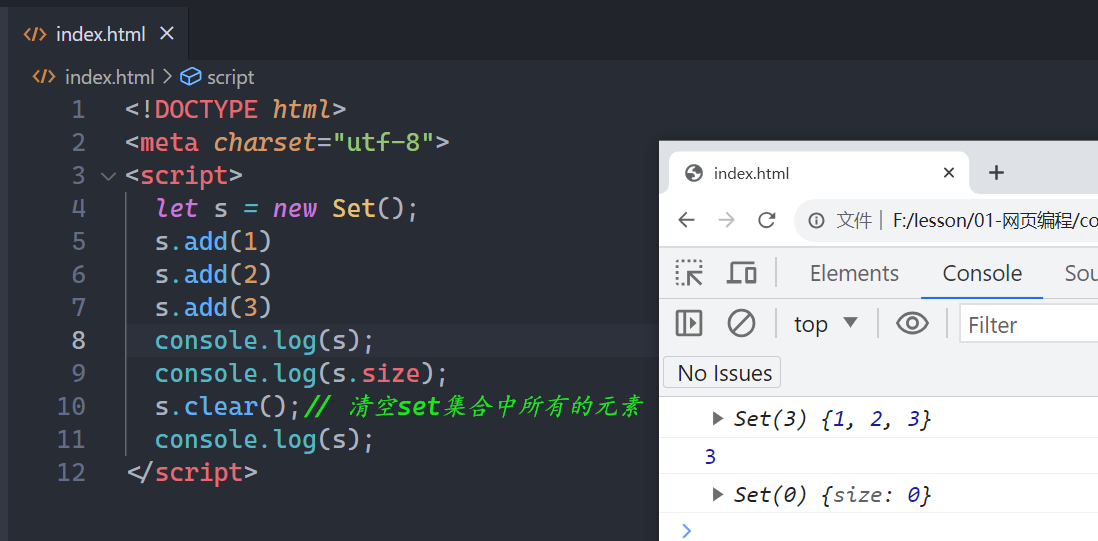 index.html
index.html > script
1 <!DOCTYPE html>
2 <meta charset="utf-8">
3 <script>
4 let s = new Set();
5 s.add(1)
6 s.add(2)
7 s.add(3)
8 console.log(s);
9 console.log(s.size);
10 s.clear();// 清空set集合中所有的元素
11 console.log(s);
12 </script>
index.html
文件 | F:/lesson/01-网页编程/co
Elements Console Sou
top Filter
No Issues
Set(3) {1, 2, 3}
3
Set(0) {size: 0}